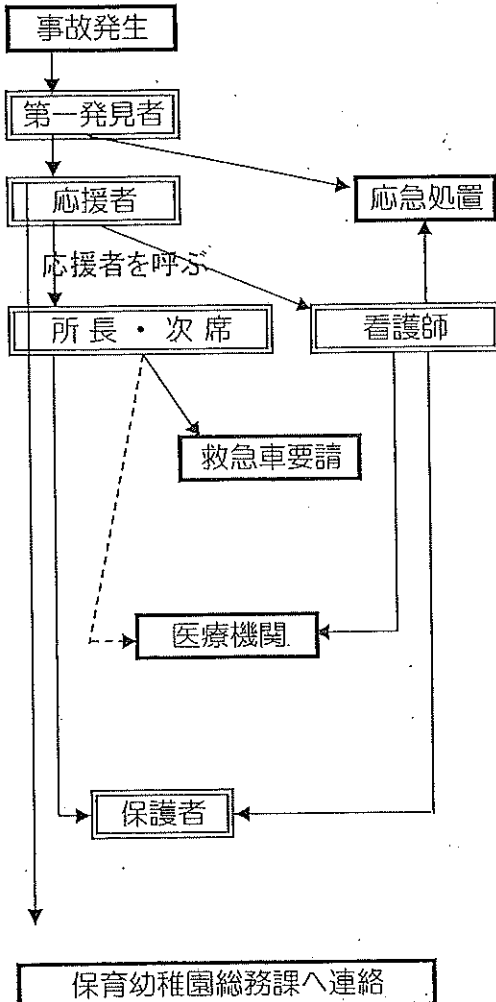 事故発生
第一発見者
応援者
応急処置
応援者を呼ぶ
所長・次席
看護師
救急車要請
医療機関
保護者
保育幼稚園総務課へ連絡